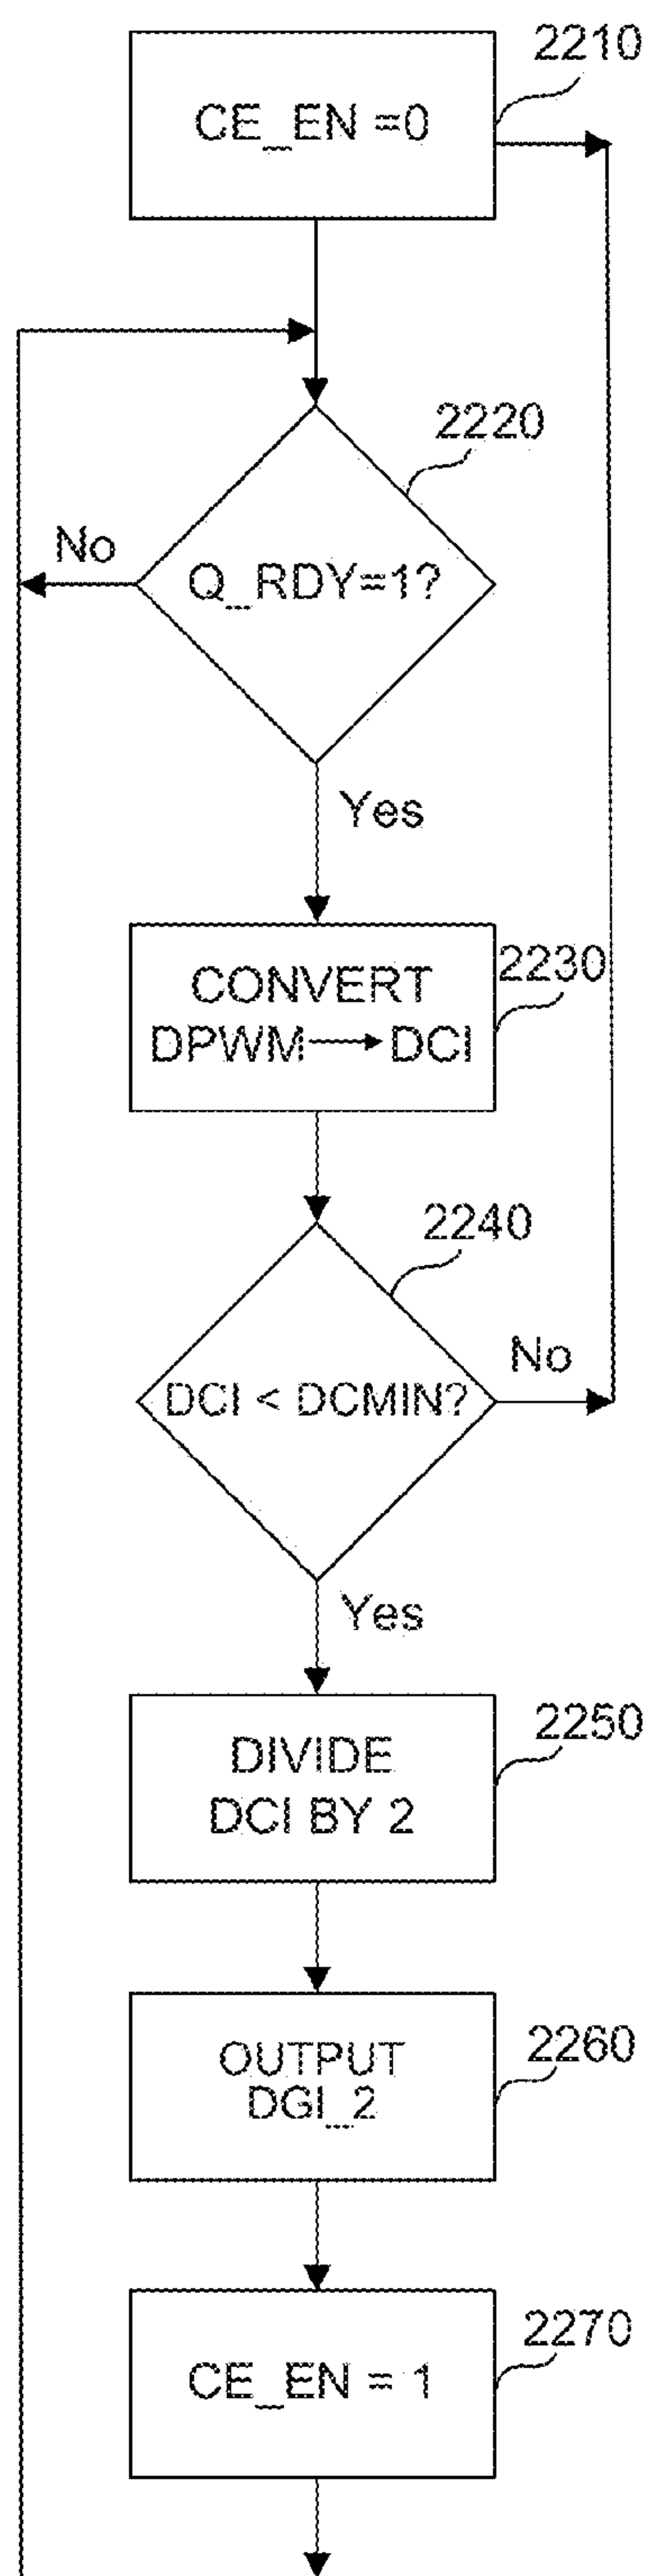 2210
CE_EN =0
2220
No
Q_RDY=1?
Yes
2230
CONVERT
DPWM → DCI
2240
No
DCI < DCMIN?
Yes
2250
DIVIDE
DCI BY 2
2260
OUTPUT
DGI_2
2270
CE_EN = 1